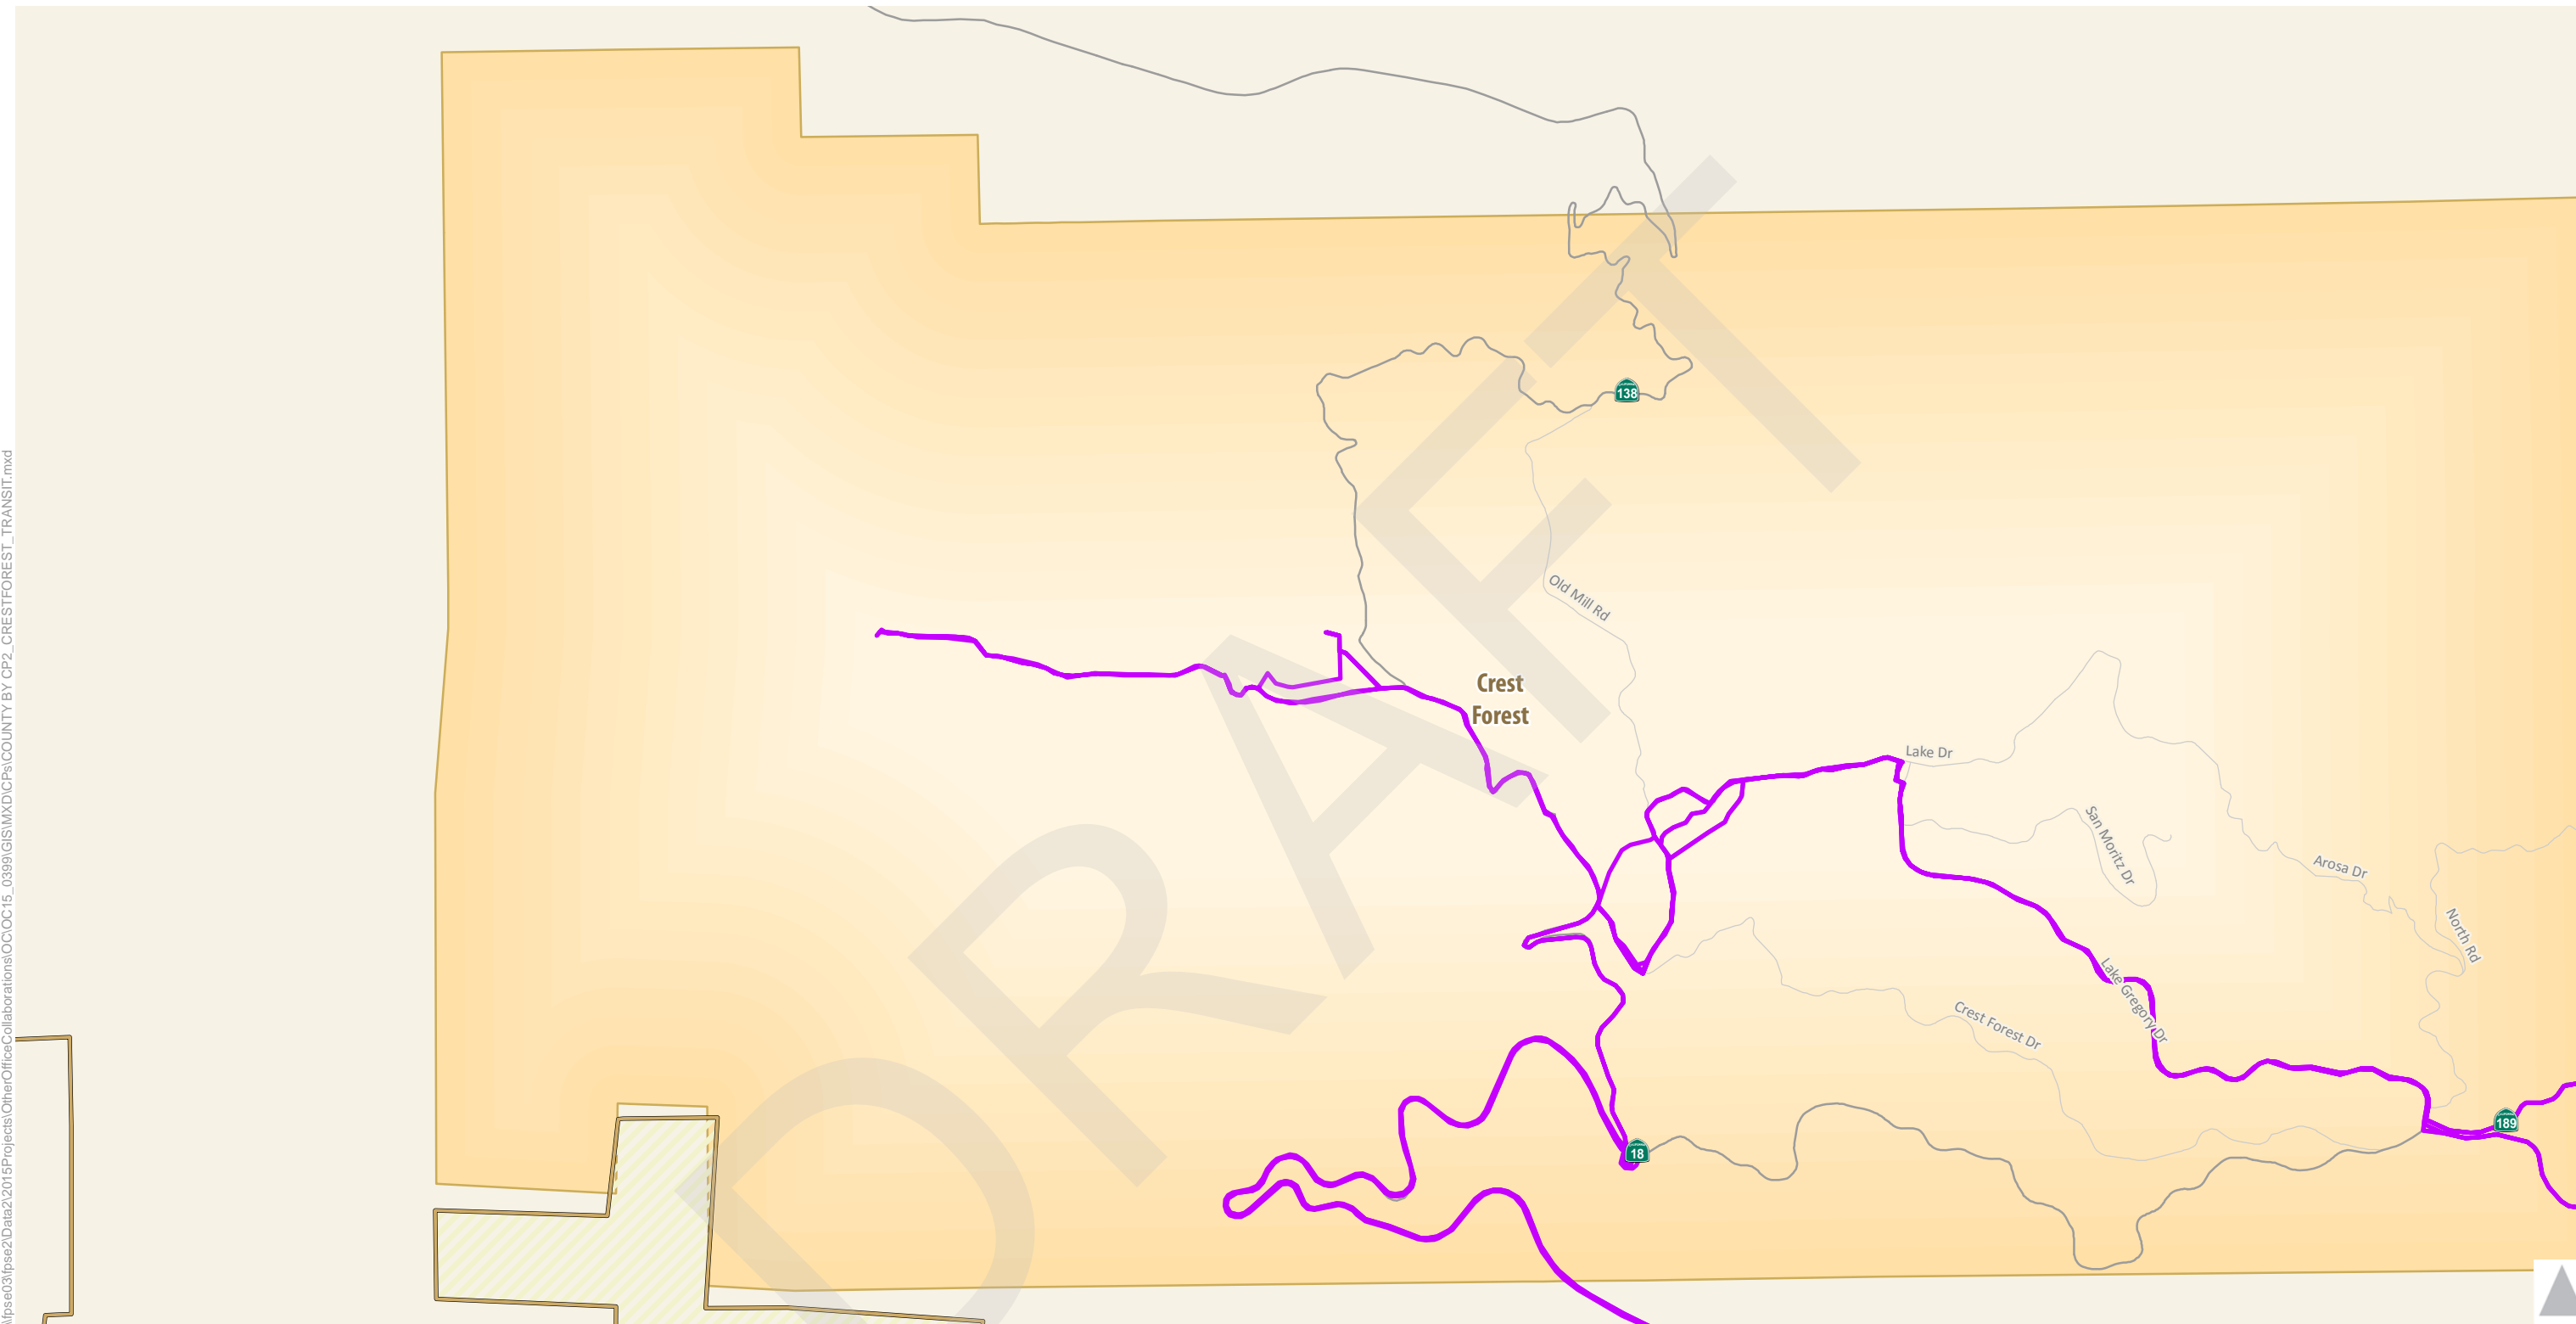 138
Old Mill Rd
Crest
Forest
Lake Dr
San Moritz Dr
Arosa Dr
North Rd
Lake Gregory Dr
Crest Forest Dr
189
18
DRAFT
\\fpse03\fpse2\Data2\2015Projects\OtherOfficeCollaborations\OC\OC15_0399\GIS\MXD\CPs\COUNTY BY CP2_CRESTFOREST_TRANSIT.mxd